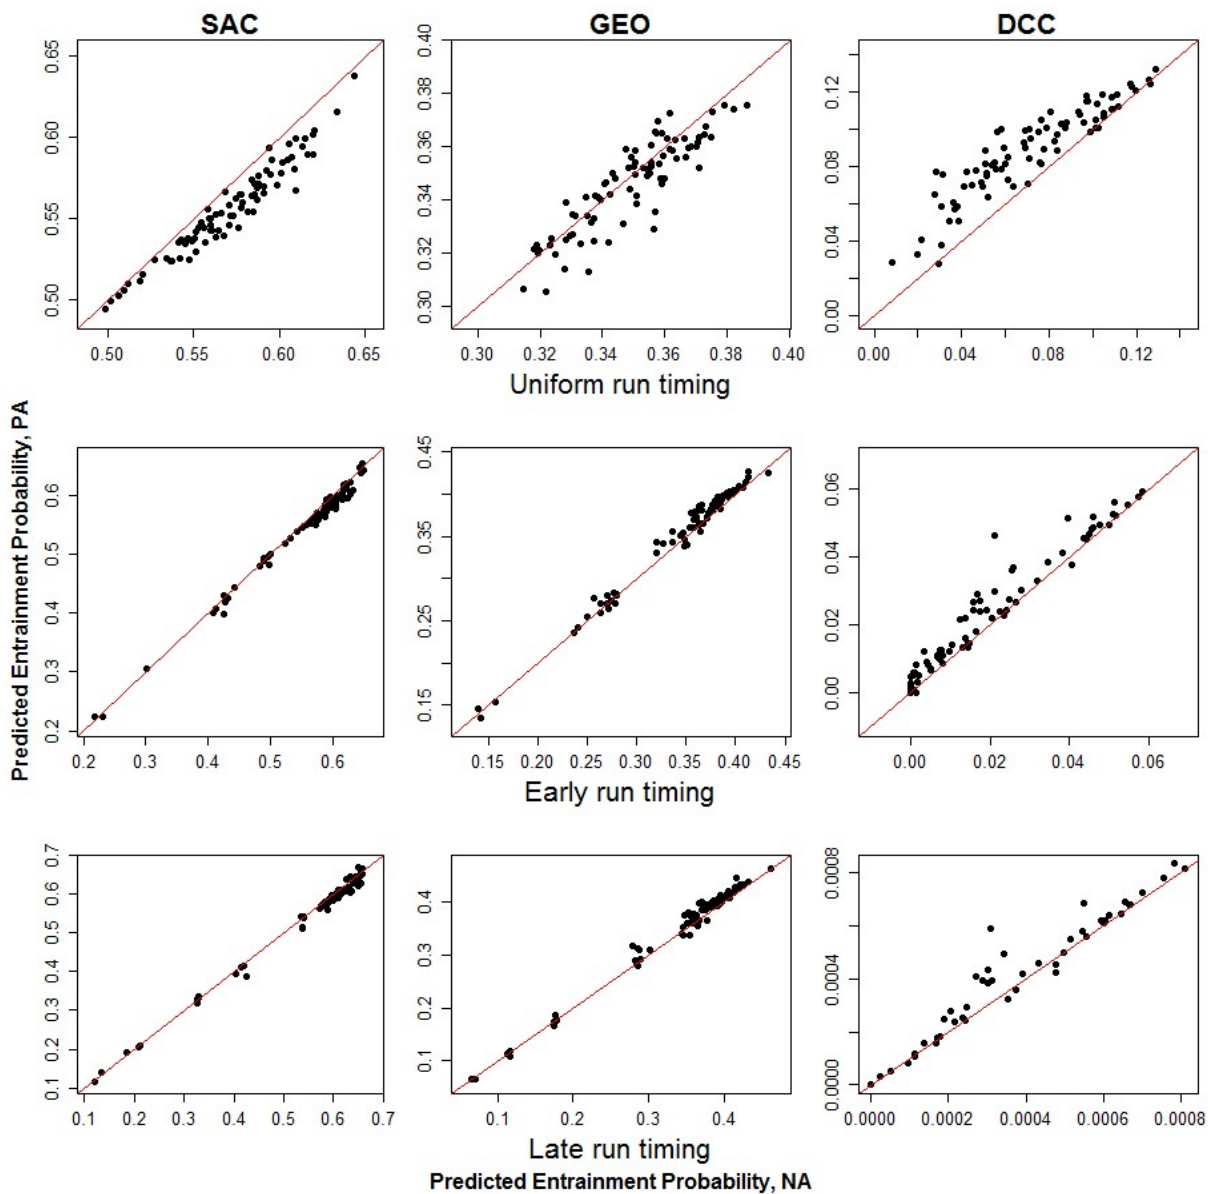 SAC GEO DCC
0.50 0.55 0.60 0.65
0.30 0.32 0.34 0.36 0.38 0.40
0.00 0.04 0.08 0.12
0.50 0.55 0.60 0.65 0.30 0.32 0.34 0.36 0.38 0.40 0.00 0.04 0.08 0.12
Uniform run timing
Predicted Entrainment Probability, PA
0.2 0.3 0.4 0.5 0.6
0.15 0.25 0.35 0.45
0.00 0.02 0.04 0.06
0.2 0.3 0.4 0.5 0.6 0.15 0.20 0.25 0.30 0.35 0.40 0.45 0.00 0.02 0.04 0.06
Early run timing
0.1 0.2 0.3 0.4 0.5 0.6 0.7
0.1 0.2 0.3 0.4
0.0000 0.0004 0.0008
0.1 0.2 0.3 0.4 0.5 0.6 0.7 0.1 0.2 0.3 0.4 0.0000 0.0002 0.0004 0.0006 0.0008
Late run timing
Predicted Entrainment Probability, NA